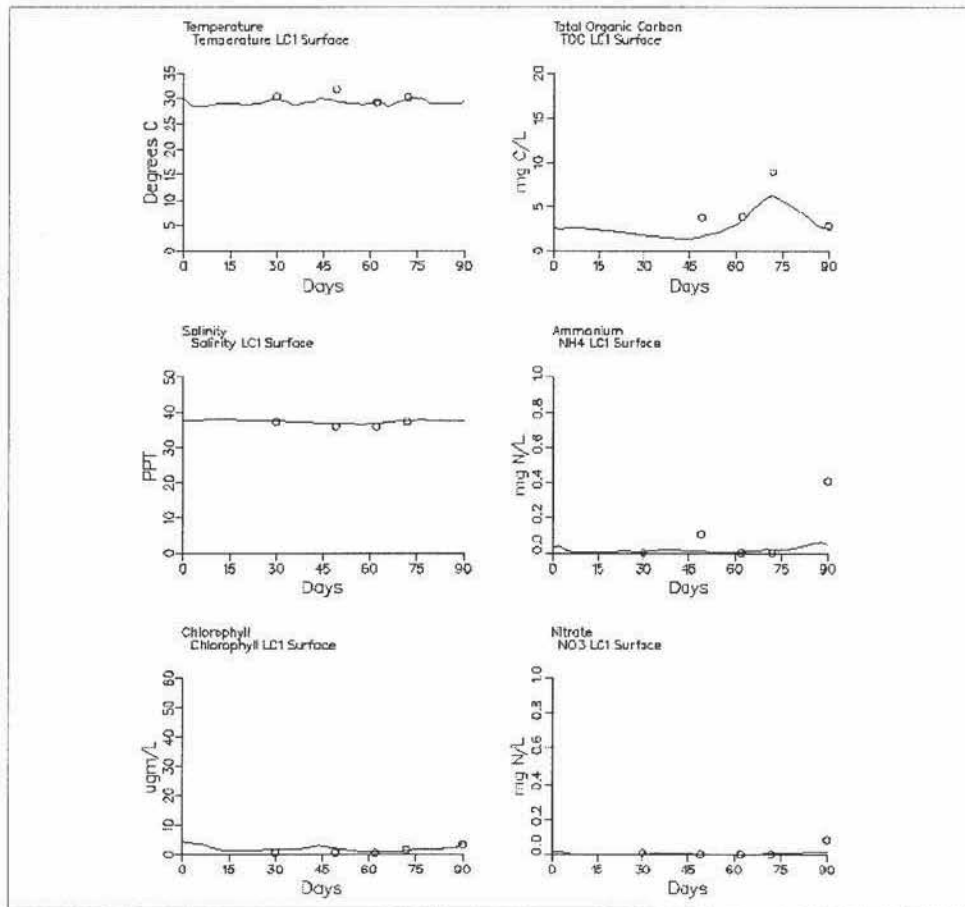 Temperature
Temperature LC1 Surface
35
30
25
20
15
10
5
0
Degrees C
0 15 30 45 60 75 90
Days
Total Organic Carbon
TOC LC1 Surface
20
15
10
5
0
mg C/L
0 15 30 45 60 75 90
Days
Salinity
Salinity LC1 Surface
50
40
30
20
10
0
PPT
0 15 30 45 60 75 90
Days
Ammonium
NH4 LC1 Surface
1.0
0.8
0.6
0.4
0.2
0.0
mg N/L
0 15 30 45 60 75 90
Days
Chlorophyll
Chlorophyll LC1 Surface
60
50
40
30
20
10
0
ugm/L
0 15 30 45 60 75 90
Days
Nitrate
NO3 LC1 Surface
1.0
0.8
0.6
0.4
0.2
0.0
mg N/L
0 15 30 45 60 75 90
Days